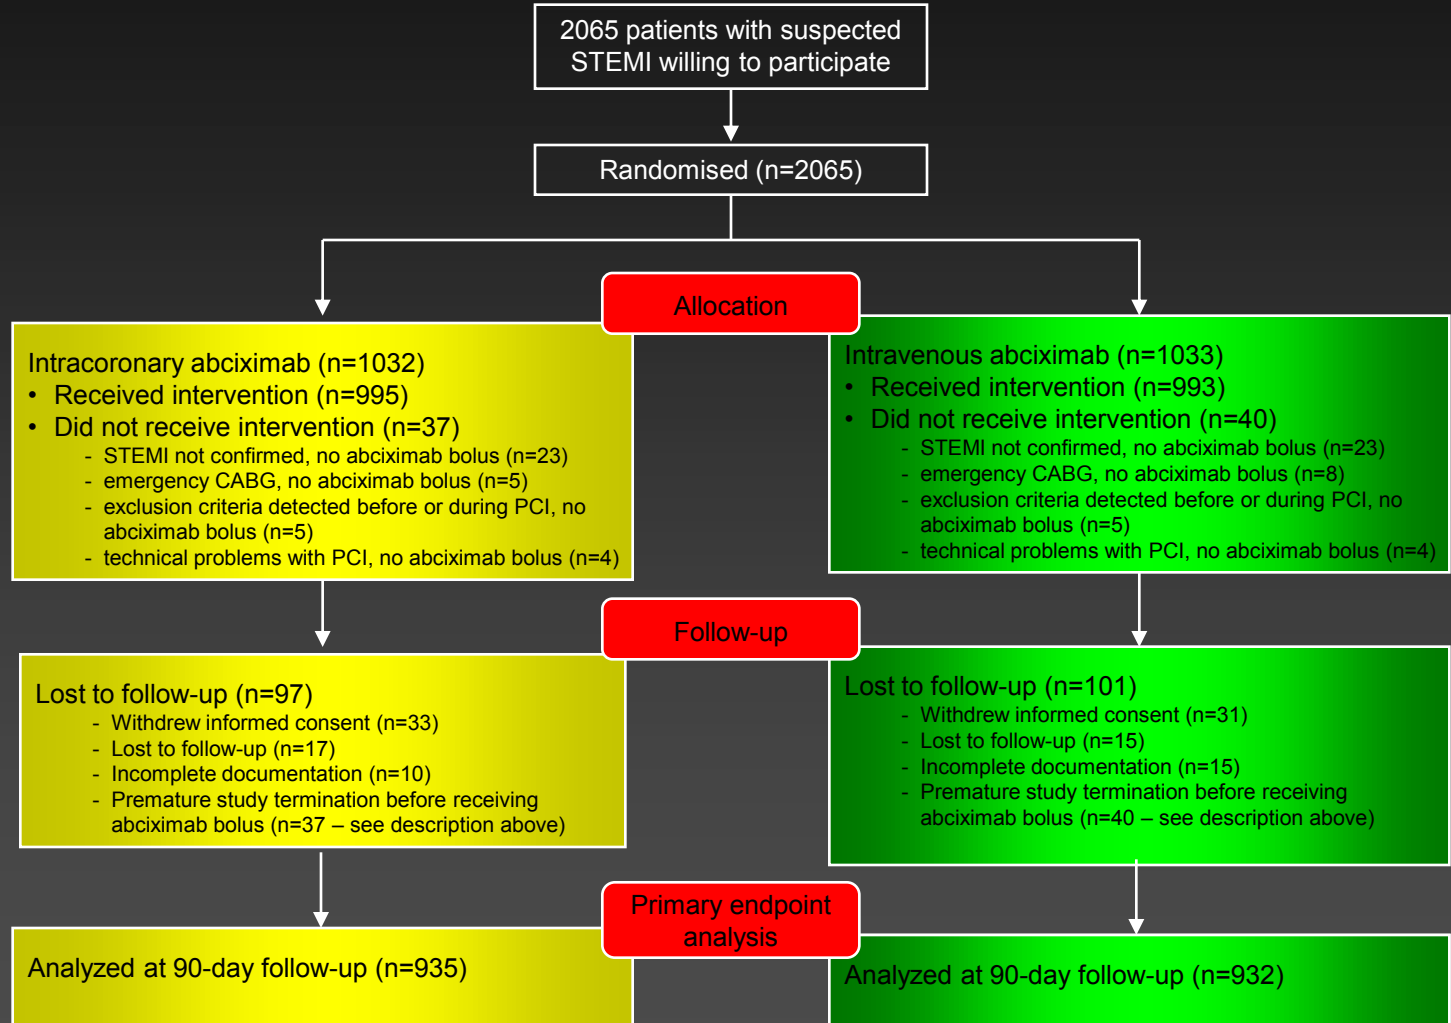 2065 patients with suspected
STEMI willing to participate
Randomised (n=2065)
Allocation
Intracoronary abciximab (n=1032)
• Received intervention (n=995)
• Did not receive intervention (n=37)
- STEMI not confirmed, no abciximab bolus (n=23)
- emergency CABG, no abciximab bolus (n=5)
- exclusion criteria detected before or during PCI, no
abciximab bolus (n=5)
- technical problems with PCI, no abciximab bolus (n=4)
Intravenous abciximab (n=1033)
• Received intervention (n=993)
• Did not receive intervention (n=40)
- STEMI not confirmed, no abciximab bolus (n=23)
- emergency CABG, no abciximab bolus (n=8)
- exclusion criteria detected before or during PCI, no
abciximab bolus (n=5)
- technical problems with PCI, no abciximab bolus (n=4)
Follow-up
Lost to follow-up (n=97)
- Withdrew informed consent (n=33)
- Lost to follow-up (n=17)
- Incomplete documentation (n=10)
- Premature study termination before receiving
abciximab bolus (n=37 – see description above)
Lost to follow-up (n=101)
- Withdrew informed consent (n=31)
- Lost to follow-up (n=15)
- Incomplete documentation (n=15)
- Premature study termination before receiving
abciximab bolus (n=40 – see description above)
Primary endpoint
analysis
Analyzed at 90-day follow-up (n=935)
Analyzed at 90-day follow-up (n=932)